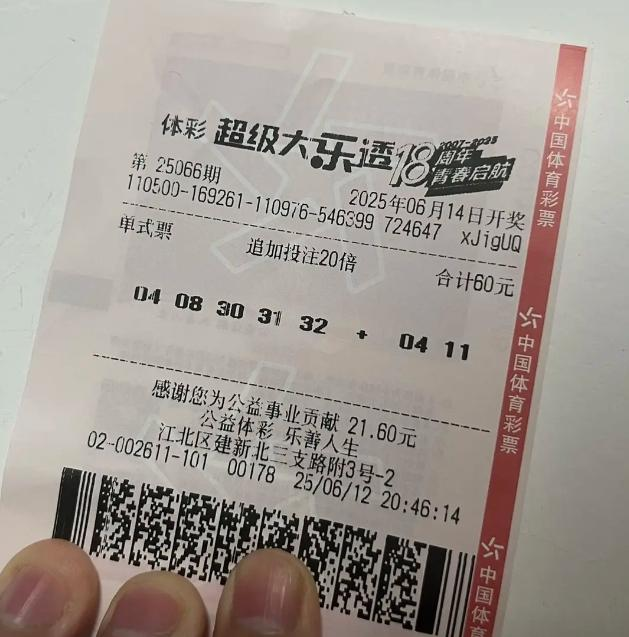 体彩 超级大乐透 18 2007-2025
周年
青春启航
第 25066期 2025年06月14日开奖
110500-169261-110976-546399 724647 xJigUQ
单式票 追加投注20倍 合计60元
04 08 30 31 32 + 04 11
感谢您为公益事业贡献 21.60元
公益体彩 乐善人生
江北区建新北三支路附3号-2
02-002611-101 00178 25/06/12 20:46:14
中国体育彩票
中国体育彩票
中国体育